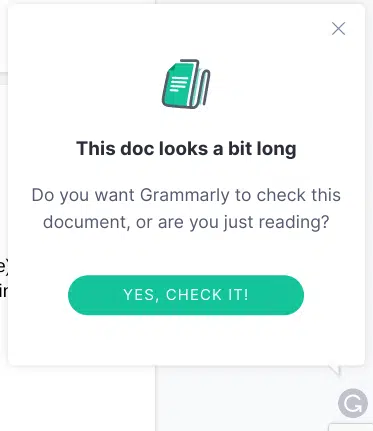 This doc looks a bit long
Do you want Grammarly to check this
document, or are you just reading?
e)
in
YES, CHECK IT!